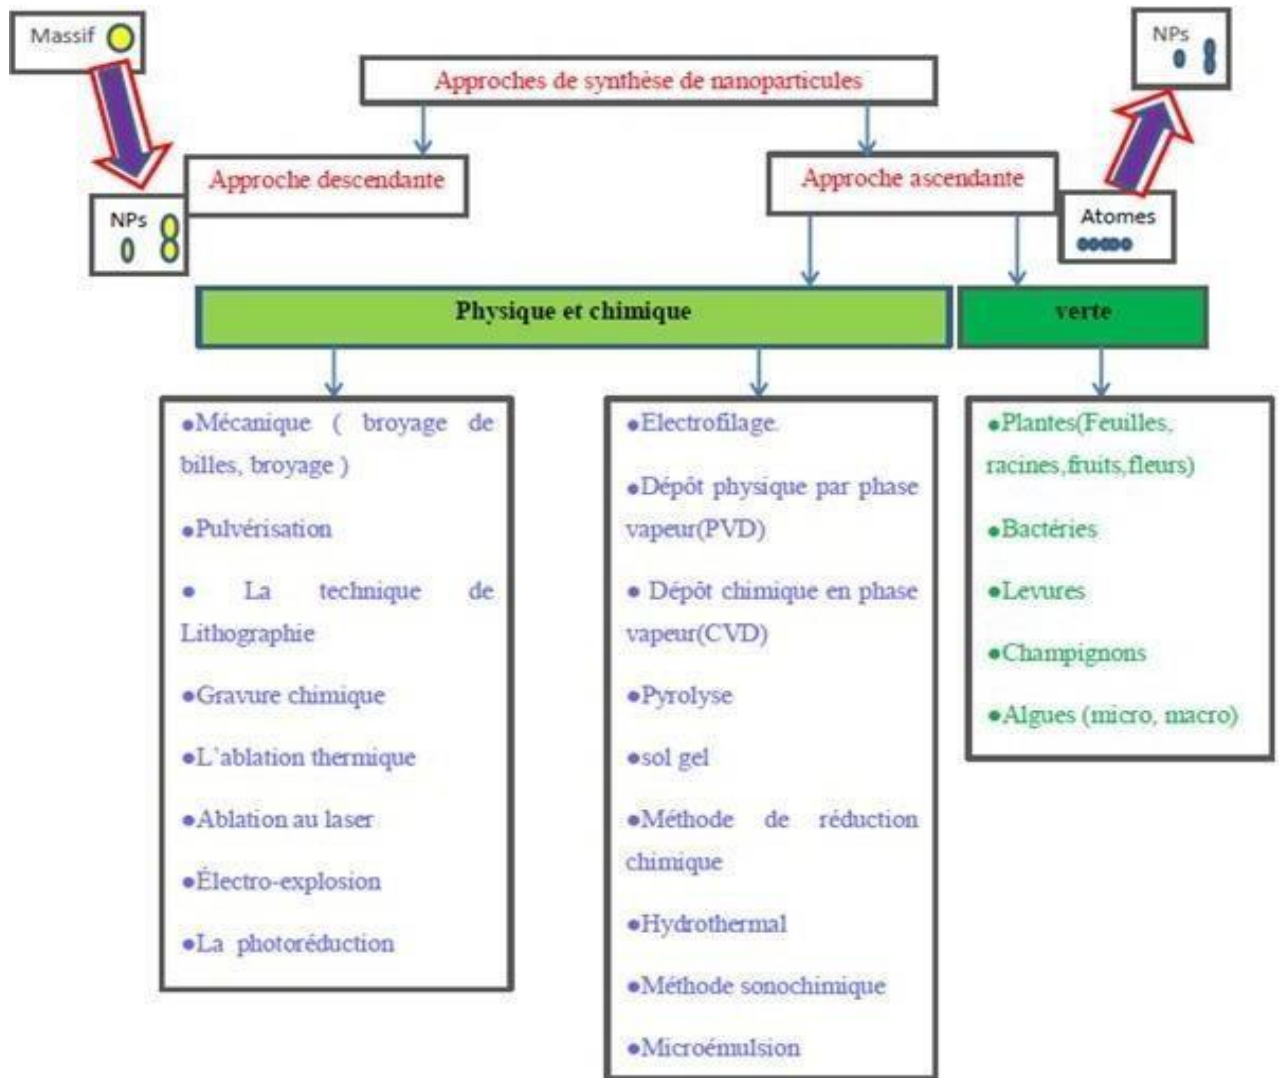 Massif
NPs
Approches de synthèse de nanoparticules
Approche descendante
Approche ascendante
NPs
Atomes
Physique et chimique
verte
●Mécanique ( broyage de
billes, broyage )
●Pulvérisation
● La technique de
Lithographie
●Gravure chimique
●L`ablation thermique
●Ablation au laser
●Électro-explosion
●La photoréduction
●Electrofilage.
●Dépôt physique par phase
vapeur(PVD)
● Dépôt chimique en phase
vapeur(CVD)
●Pyrolyse
●sol gel
●Méthode de réduction
chimique
●Hydrothermal
●Méthode sonochimique
●Microémulsion
●Plantes(Feuilles,
racines,fruits,fleurs)
●Bactéries
●Levures
●Champignons
●Algues (micro, macro)